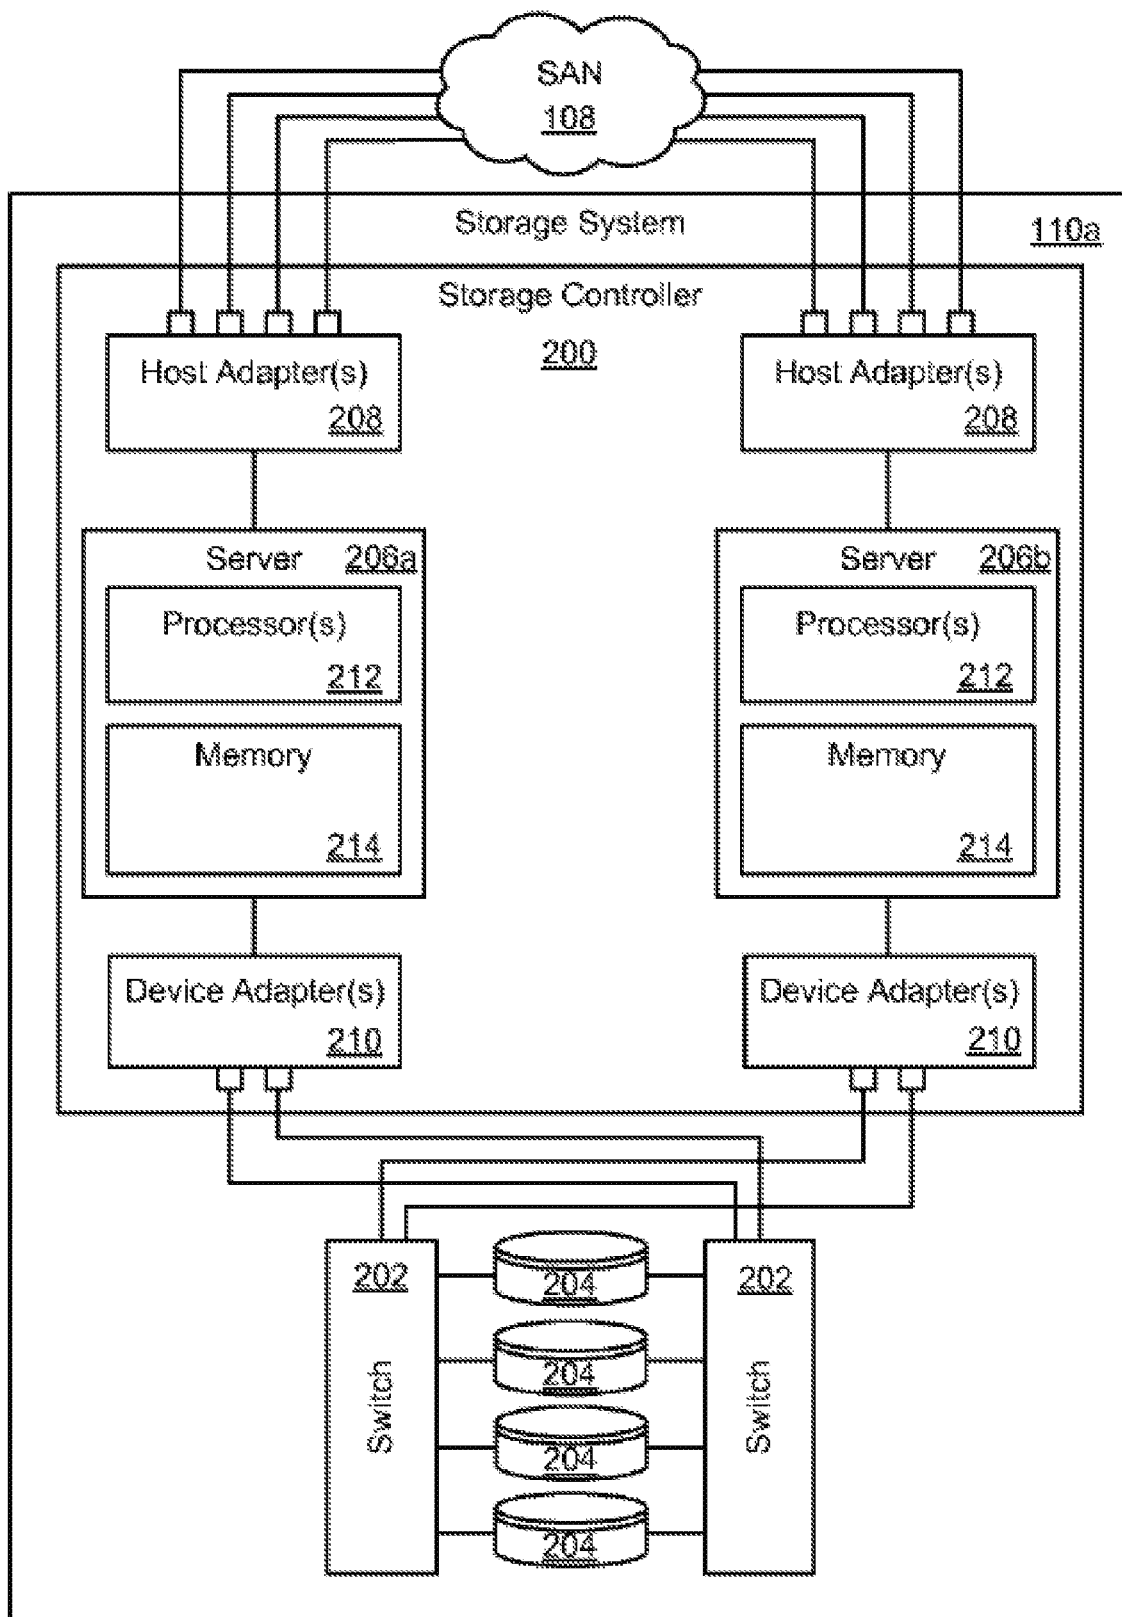 SAN
108
Storage System
110a
Storage Controller
200
Host Adapter(s)
208
Host Adapter(s)
208
Server 206a
Processor(s)
212
Memory
214
Server 206b
Processor(s)
212
Memory
214
Device Adapter(s)
210
Device Adapter(s)
210
202
Switch
204
204
204
204
202
Switch